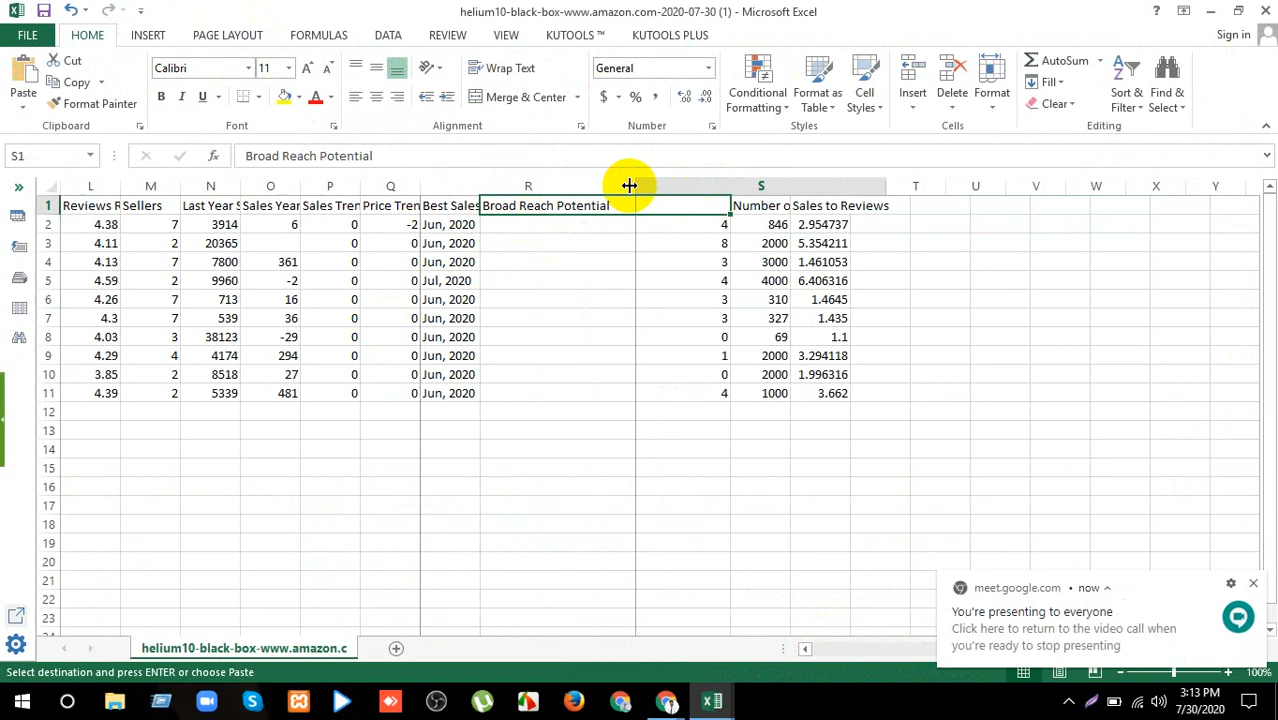 helium10-black-box-www.amazon.com-2020-07-30 (1) - Microsoft Excel
FILE HOME INSERT PAGE LAYOUT FORMULAS DATA REVIEW VIEW KUTOOLS ™ KUTOOLS PLUS Sign in
Paste Cut Copy Format Painter
Calibri 11 B I U A
Wrap Text Merge & Center
General $ % ,
Conditional Formatting Format as Table Cell Styles
Insert Delete Format
AutoSum Fill Clear Sort & Filter Find & Select
Clipboard Font Alignment Number Styles Cells Editing
S1 fx Broad Reach Potential
L M N O P Q R S T U V W X Y
1 Reviews R Sellers Last Year S Sales Year Sales Tren Price Tren Best Sales Broad Reach Potential Number o Sales to Reviews
2 4.38 7 3914 6 0 -2 Jun, 2020 4 846 2.954737
3 4.11 2 20365 0 0 Jun, 2020 8 2000 5.354211
4 4.13 7 7800 361 0 0 Jun, 2020 3 3000 1.461053
5 4.59 2 9960 -2 0 0 Jul, 2020 4 4000 6.406316
6 4.26 7 713 16 0 0 Jun, 2020 3 310 1.4645
7 4.3 7 539 36 0 0 Jun, 2020 3 327 1.435
8 4.03 3 38123 -29 0 0 Jun, 2020 0 69 1.1
9 4.29 4 4174 294 0 0 Jun, 2020 1 2000 3.294118
10 3.85 2 8518 27 0 0 Jun, 2020 0 2000 1.996316
11 4.39 2 5339 481 0 0 Jun, 2020 4 1000 3.662
12
13
14
15
16
17
18
19
20
21
22
23
meet.google.com • now
You're presenting to everyone
Click here to return to the video call when
you're ready to stop presenting
helium10-black-box-www.amazon.c
Select destination and press ENTER or choose Paste 100%
3:13 PM
7/30/2020